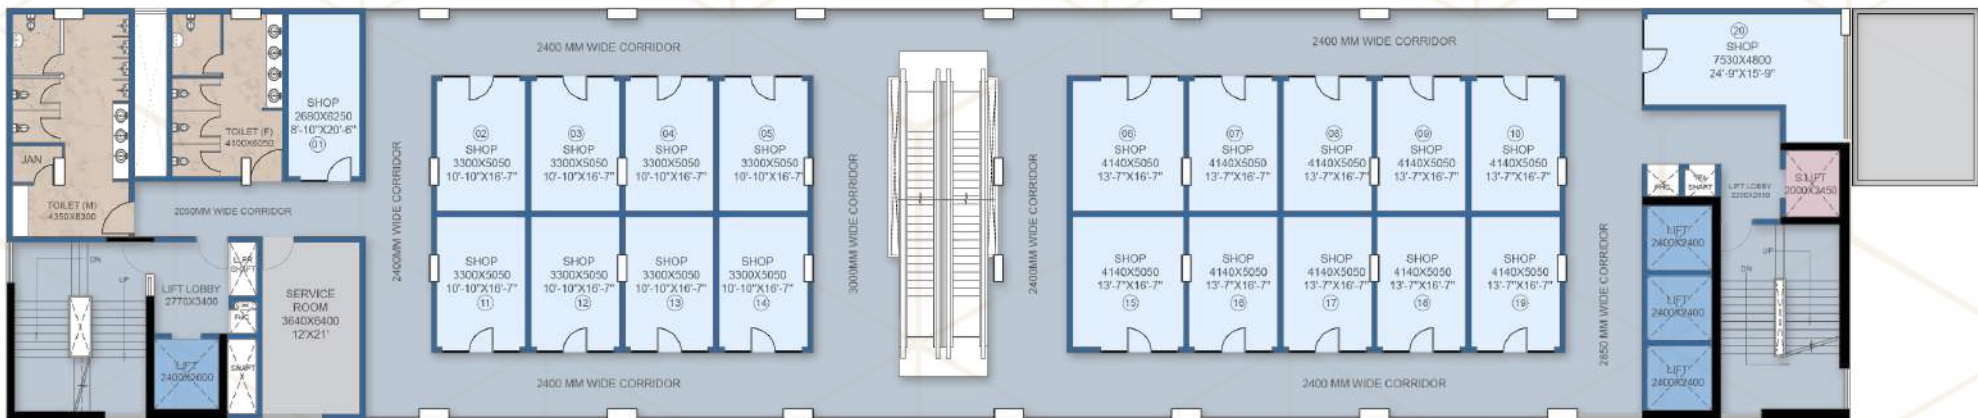 2400 MM WIDE CORRIDOR
2400 MM WIDE CORRIDOR
20
SHOP
7530X4800
24'-9"X15'-9"
SHOP
2680X6250
8'-10"X20'-6"
01
TOILET (F)
4100X6050
JAN
TOILET (M)
4350X8300
2050MM WIDE CORRIDOR
2400MM WIDE CORRIDOR
02
SHOP
3300X5050
10'-10"X16'-7"
03
SHOP
3300X5050
10'-10"X16'-7"
04
SHOP
3300X5050
10'-10"X16'-7"
05
SHOP
3300X5050
10'-10"X16'-7"
3000MM WIDE CORRIDOR
2400MM WIDE CORRIDOR
06
SHOP
4140X5050
13'-7"X16'-7"
07
SHOP
4140X5050
13'-7"X16'-7"
08
SHOP
4140X5050
13'-7"X16'-7"
09
SHOP
4140X5050
13'-7"X16'-7"
10
SHOP
4140X5050
13'-7"X16'-7"
FHC
SHAFT
LIFT LOBBY
S.LIFT
DN
UP
LIFT LOBBY
2770X3400
SHAFT
FHC
SHAFT
LIFT
2400X2600
SERVICE
ROOM
3640X6400
12'X21'
SHOP
3300X5050
10'-10"X16'-7"
11
SHOP
3300X5050
10'-10"X16'-7"
12
SHOP
3300X5050
10'-10"X16'-7"
13
SHOP
3300X5050
10'-10"X16'-7"
14
SHOP
4140X5050
13'-7"X16'-7"
15
SHOP
4140X5050
13'-7"X16'-7"
16
SHOP
4140X5050
13'-7"X16'-7"
17
SHOP
4140X5050
13'-7"X16'-7"
18
SHOP
4140X5050
13'-7"X16'-7"
19
2650 MM WIDE CORRIDOR
LIFT
2400X2400
LIFT
2400X2400
LIFT
2400X2400
UP
DN
2400 MM WIDE CORRIDOR
2400 MM WIDE CORRIDOR